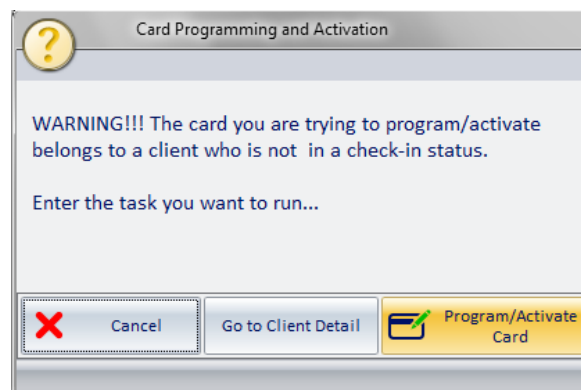 Card Programming and Activation
WARNING!!! The card you are trying to program/activate
belongs to a client who is not in a check-in status.
Enter the task you want to run...
Cancel
Go to Client Detail
Program/Activate
Card